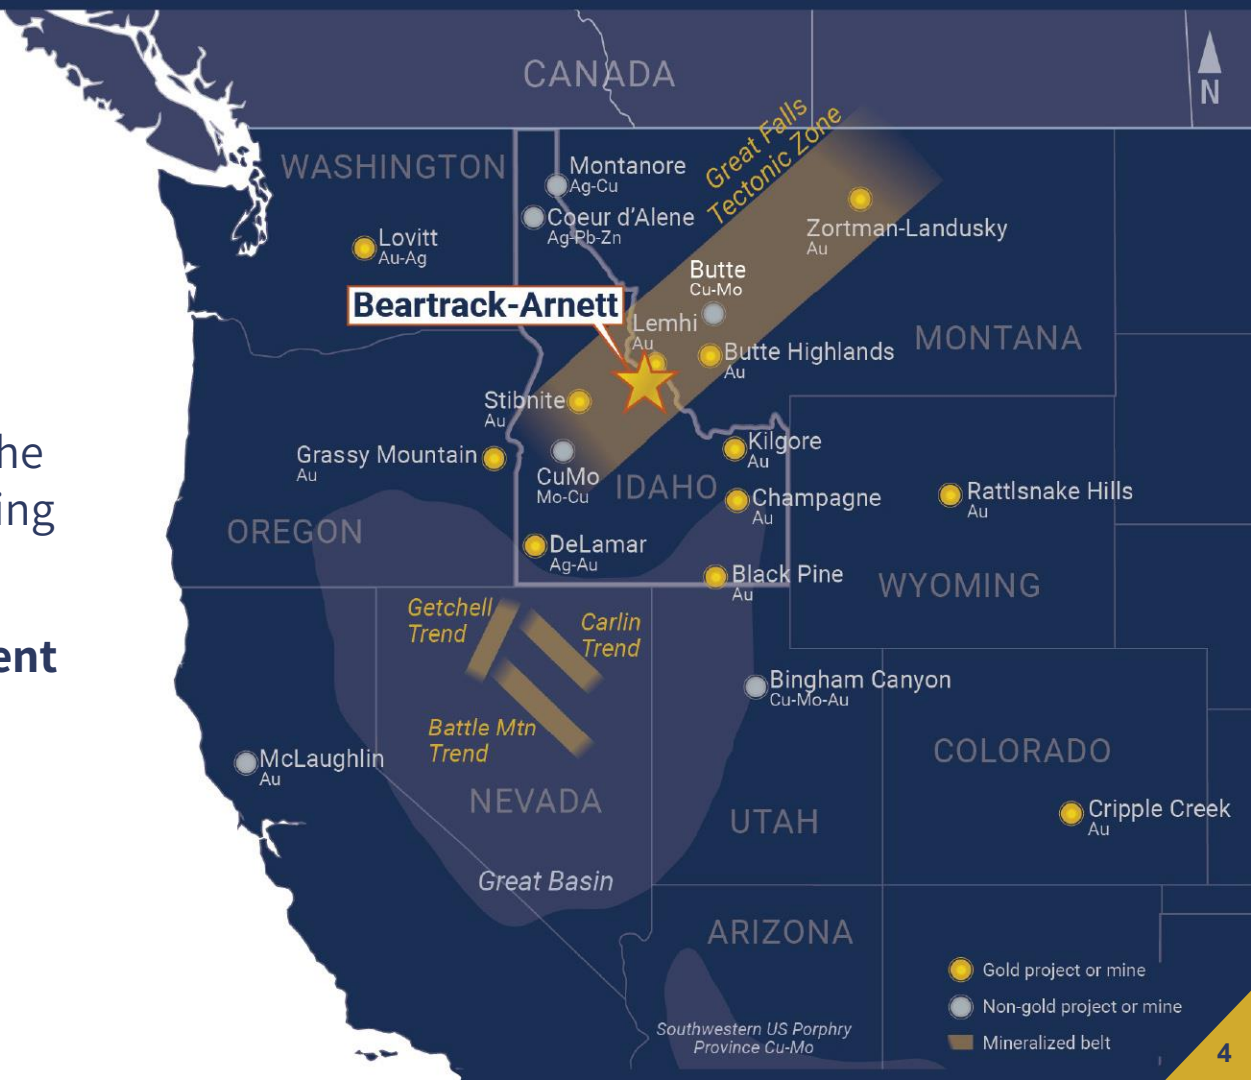 CANADA
N
WASHINGTON
Montanore
Ag-Cu
Great Falls
Tectonic Zone
Coeur d'Alene
Ag-Pb-Zn
Lovitt
Au-Ag
Zortman-Landusky
Au
Butte
Cu-Mo
Beartrack-Arnett
Lemhi
Au
MONTANA
Butte Highlands
Au
Stibnite
Au
Grassy Mountain
Au
Kilgore
Au
CuMo
Mo-Cu
IDAHO
Champagne
Au
Rattlsnake Hills
Au
he
ing
ent
OREGON
DeLamar
Ag-Au
Black Pine
Au
WYOMING
Getchell
Trend
Carlin
Trend
Bingham Canyon
Cu-Mo-Au
Battle Mtn
Trend
McLaughlin
Au
COLORADO
NEVADA
UTAH
Cripple Creek
Au
Great Basin
ARIZONA
Southwestern US Porphry
Province Cu-Mo
Gold project or mine
Non-gold project or mine
Mineralized belt
4